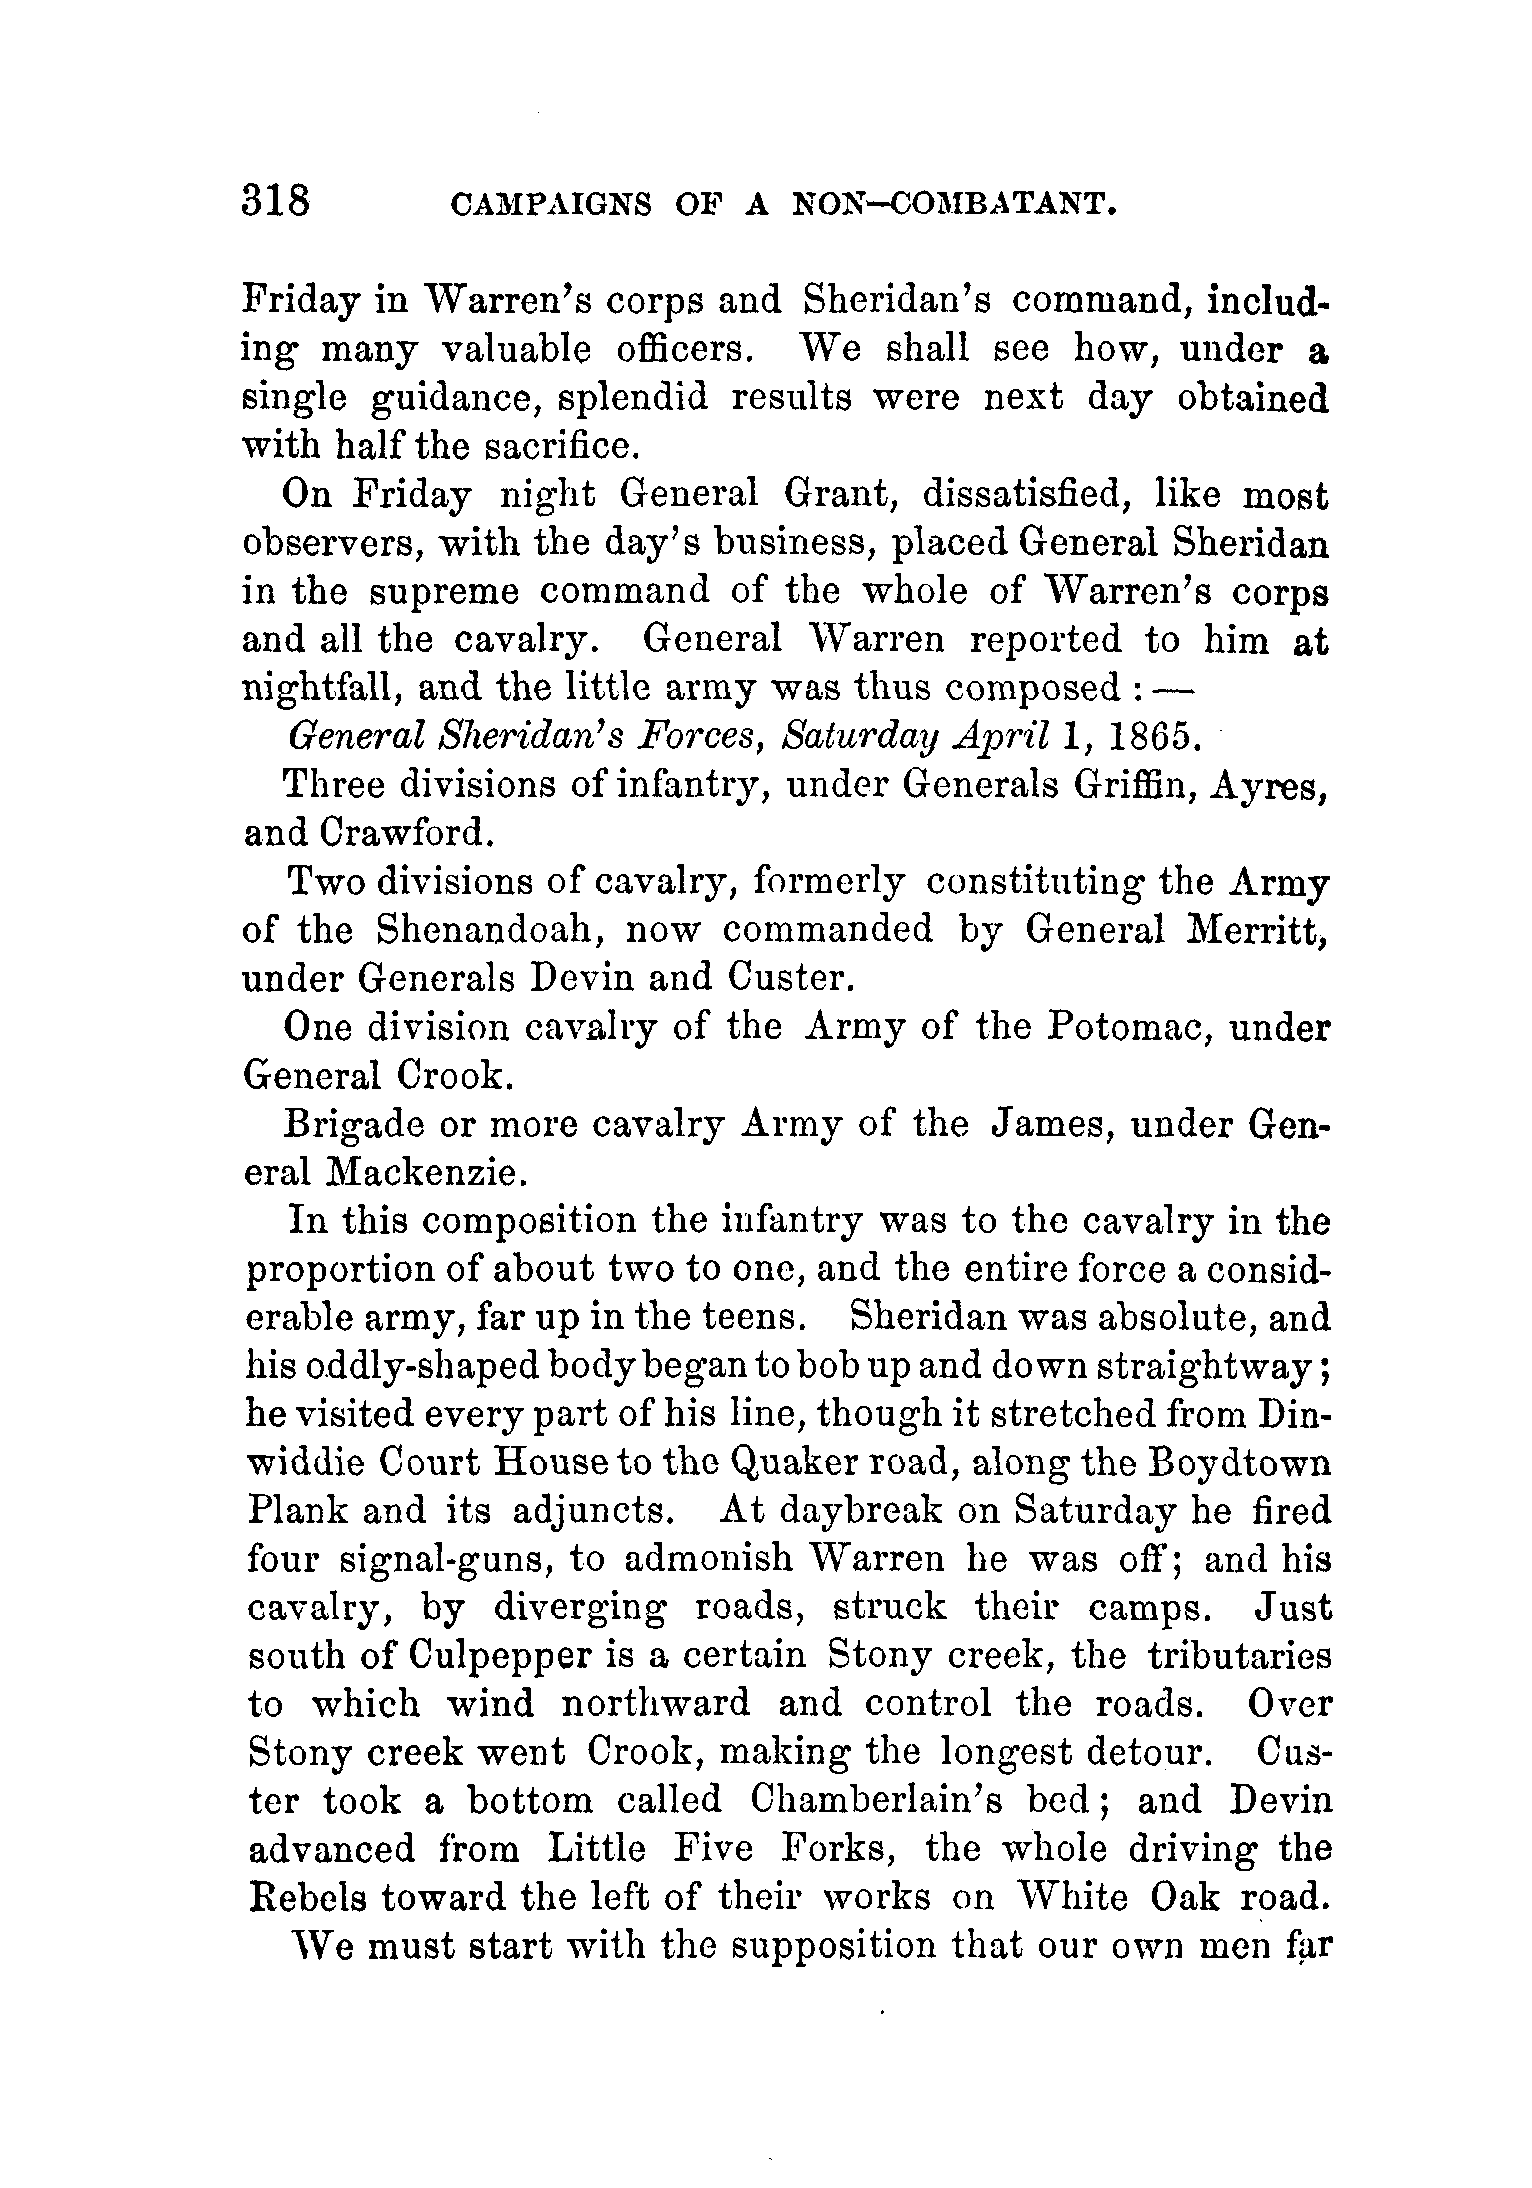 318 CAMPAIGNS OF A NON-COMBATANT.
Friday in Warren's corps and Sheridan's command, includ-
ing many valuable officers. We shall see how, under a
single guidance, splendid results were next day obtained
with half the sacrifice.
On Friday night General Grant, dissatisfied, like most
observers, with the day's business, placed General Sheridan
in the supreme command of the whole of Warren's corps
and all the cavalry. General Warren reported to him at
nightfall, and the little army was thus composed : —
General Sheridan's Forces, Saturday April 1, 1865.
Three divisions of infantry, under Generals Griffin, Ayres,
and Crawford.
Two divisions of cavalry, formerly constituting the Army
of the Shenandoah, now commanded by General Merritt,
under Generals Devin and Custer.
One division cavalry of the Army of the Potomac, under
General Crook.
Brigade or more cavalry Army of the James, under Gen-
eral Mackenzie.
In this composition the infantry was to the cavalry in the
proportion of about two to one, and the entire force a consid-
erable army, far up in the teens. Sheridan was absolute, and
his oddly-shaped body began to bob up and down straightway;
he visited every part of his line, though it stretched from Din-
widdie Court House to the Quaker road, along the Boydtown
Plank and its adjuncts. At daybreak on Saturday he fired
four signal-guns, to admonish Warren he was off; and his
cavalry, by diverging roads, struck their camps. Just
south of Culpepper is a certain Stony creek, the tributaries
to which wind northward and control the roads. Over
Stony creek went Crook, making the longest detour. Cus-
ter took a bottom called Chamberlain's bed; and Devin
advanced from Little Five Forks, the whole driving the
Rebels toward the left of their works on White Oak road.
We must start with the supposition that our own men far